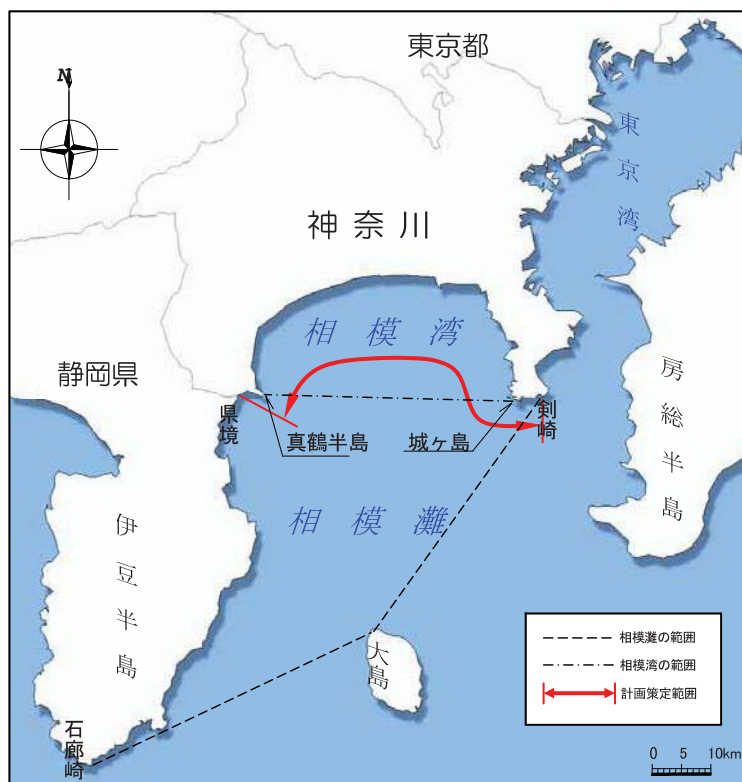 東京都
N
東京湾
神奈川
相模湾
静岡県
房総半島
県境
真鶴半島
城ヶ島
剣崎
相模灘
伊豆半島
大島
石廊崎
相模灘の範囲
相模湾の範囲
計画策定範囲
0 5 10km